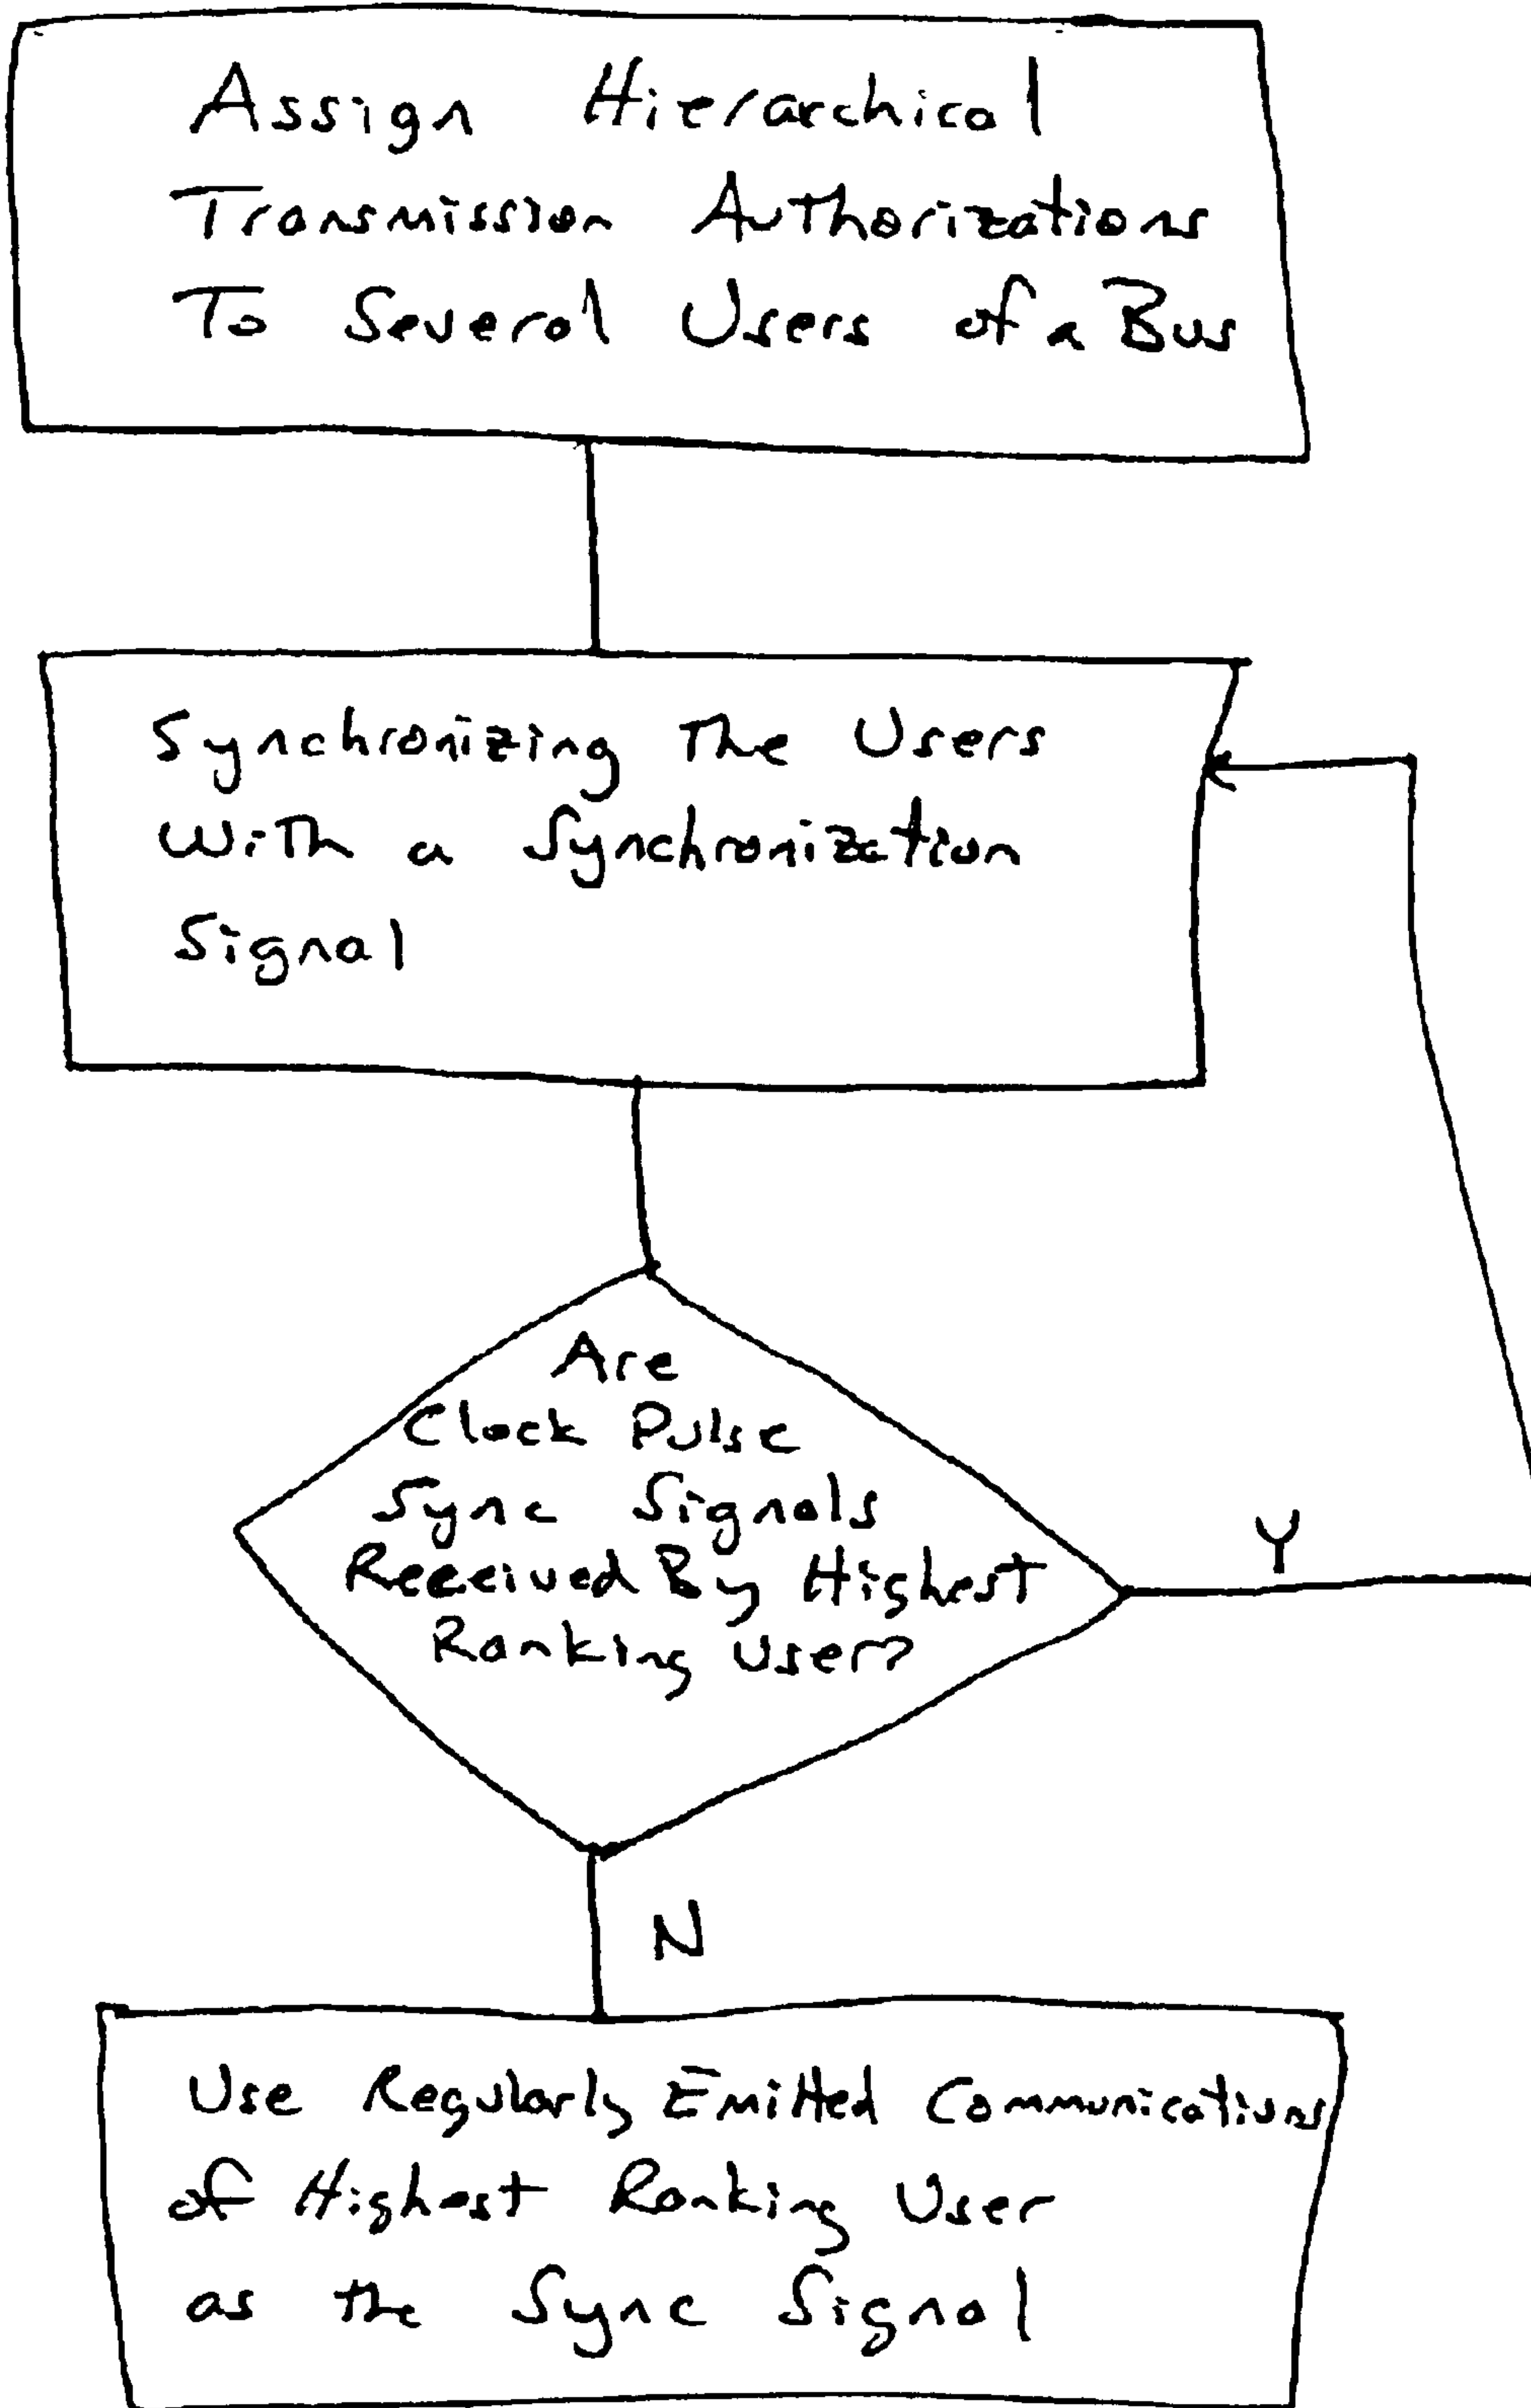 Assign Hierarchical
Transmission Authorizations
To Several Users of a Bus
Synchronizing The Users
With a Synchronization
Signal
Are
Clock Pulse
Sync Signals
Received By Highest
Ranking User?
Y
N
Use Regularly Emitted Communications
of Highest Ranking User
as the Sync Signal